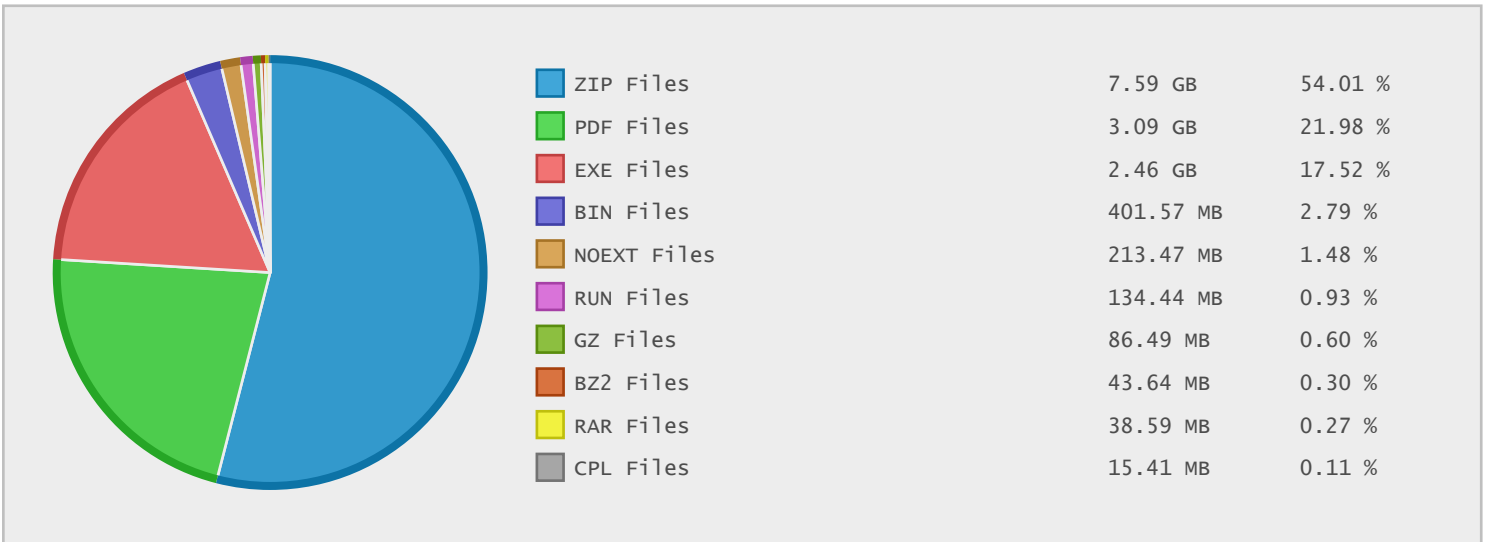 ZIP Files 7.59 GB 54.01 %
PDF Files 3.09 GB 21.98 %
EXE Files 2.46 GB 17.52 %
BIN Files 401.57 MB 2.79 %
NOEXT Files 213.47 MB 1.48 %
RUN Files 134.44 MB 0.93 %
GZ Files 86.49 MB 0.60 %
BZ2 Files 43.64 MB 0.30 %
RAR Files 38.59 MB 0.27 %
CPL Files 15.41 MB 0.11 %